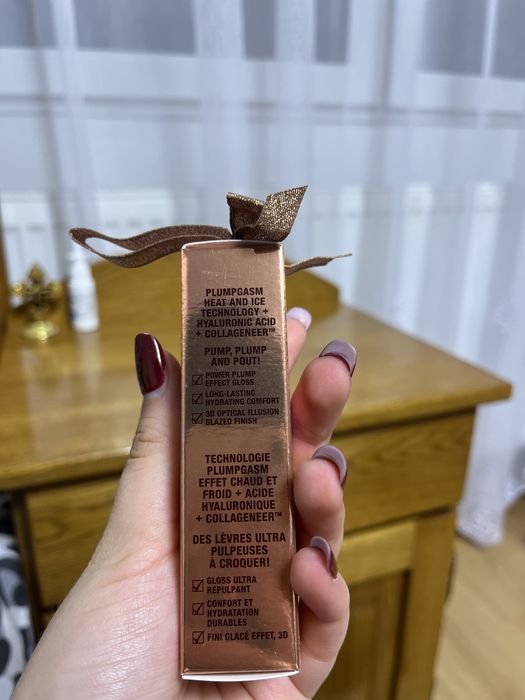 PLUMPGASM
HEAT AND ICE
TECHNOLOGY +
HYALURONIC ACID
+ COLLAGENEER™
PUMP, PLUMP
AND POUT!
POWER PLUMP
EFFECT GLOSS
LONG-LASTING
HYDRATING COMFORT
3D OPTICAL ILLUSION
GLAZED FINISH
TECHNOLOGIE
PLUMPGASM
EFFET CHAUD ET
FROID + ACIDE
HYALURONIQUE
+ COLLAGENEER™
DES LÈVRES ULTRA
PULPEUSES
À CROQUER!
GLOSS ULTRA
REPULPANT
CONFORT ET
HYDRATATION
DURABLES
FINI GLACÉ EFFET, 3D